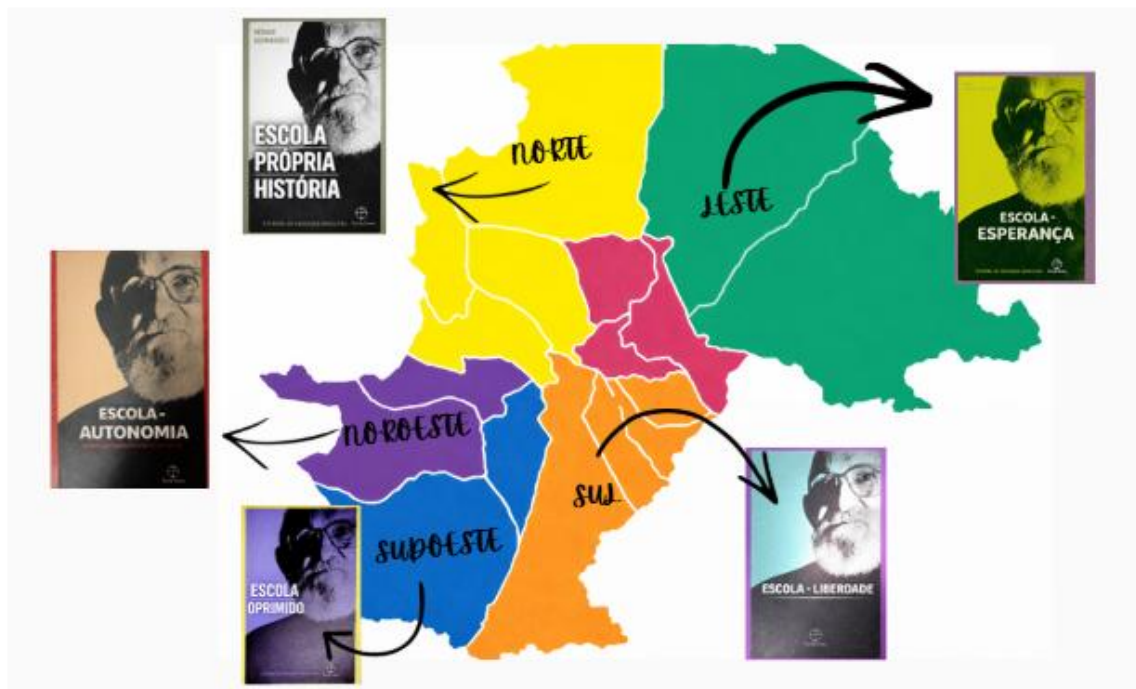 ESCOLA
PRÓPRIA
HISTÓRIA
NORTE
LESTE
ESCOLA-
ESPERANÇA
ESCOLA-
AUTONOMIA
NOROESTE
SUL
SUDOESTE
ESCOLA
OPRIMIDO
ESCOLA - LIBERDADE